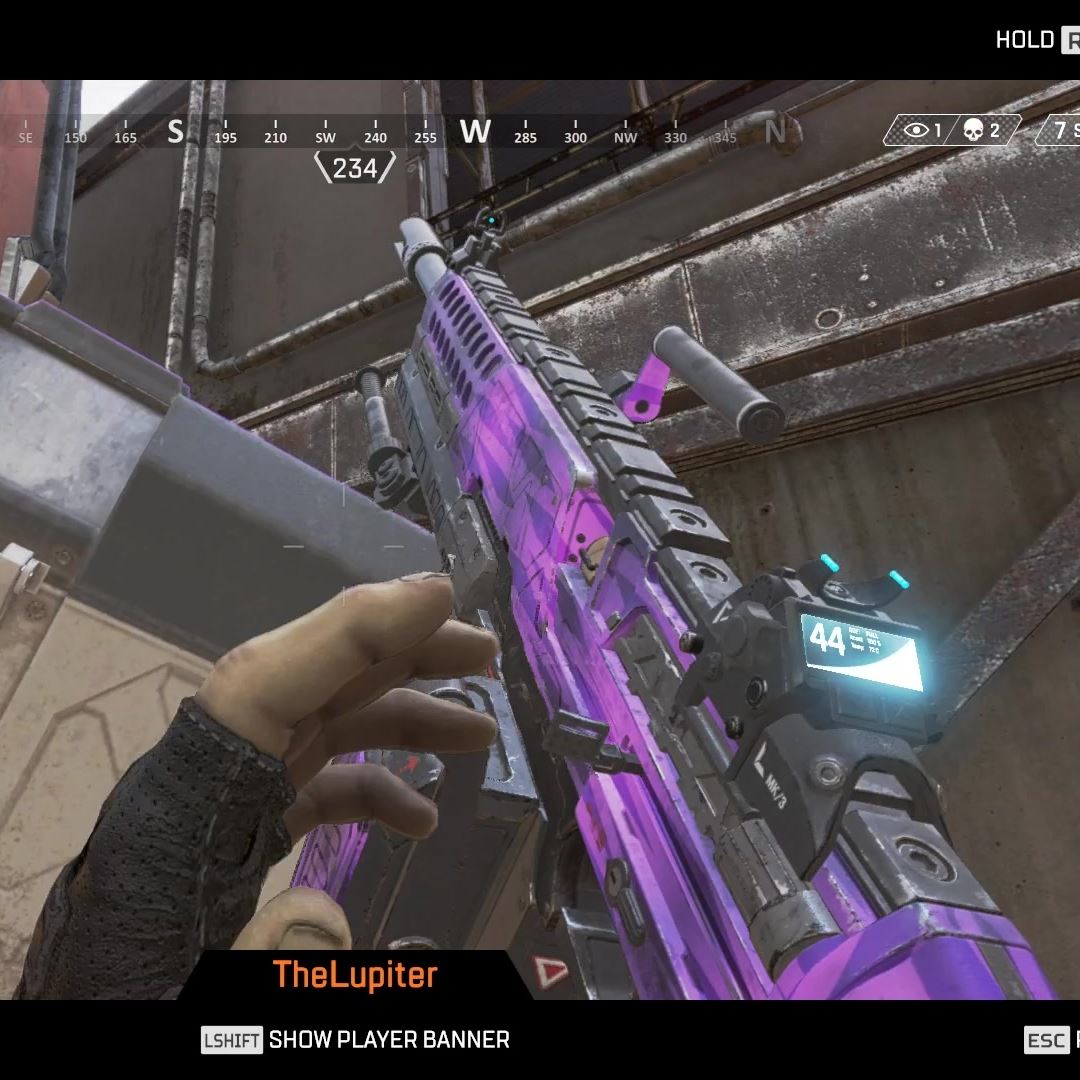 HOLD R
SE 150 165 S 195 210 SW 240 255 W 285 300 NW 330 345 N
1 2 7 S
234
44
MK/3
TheLupiter
LSHIFT SHOW PLAYER BANNER
ESC